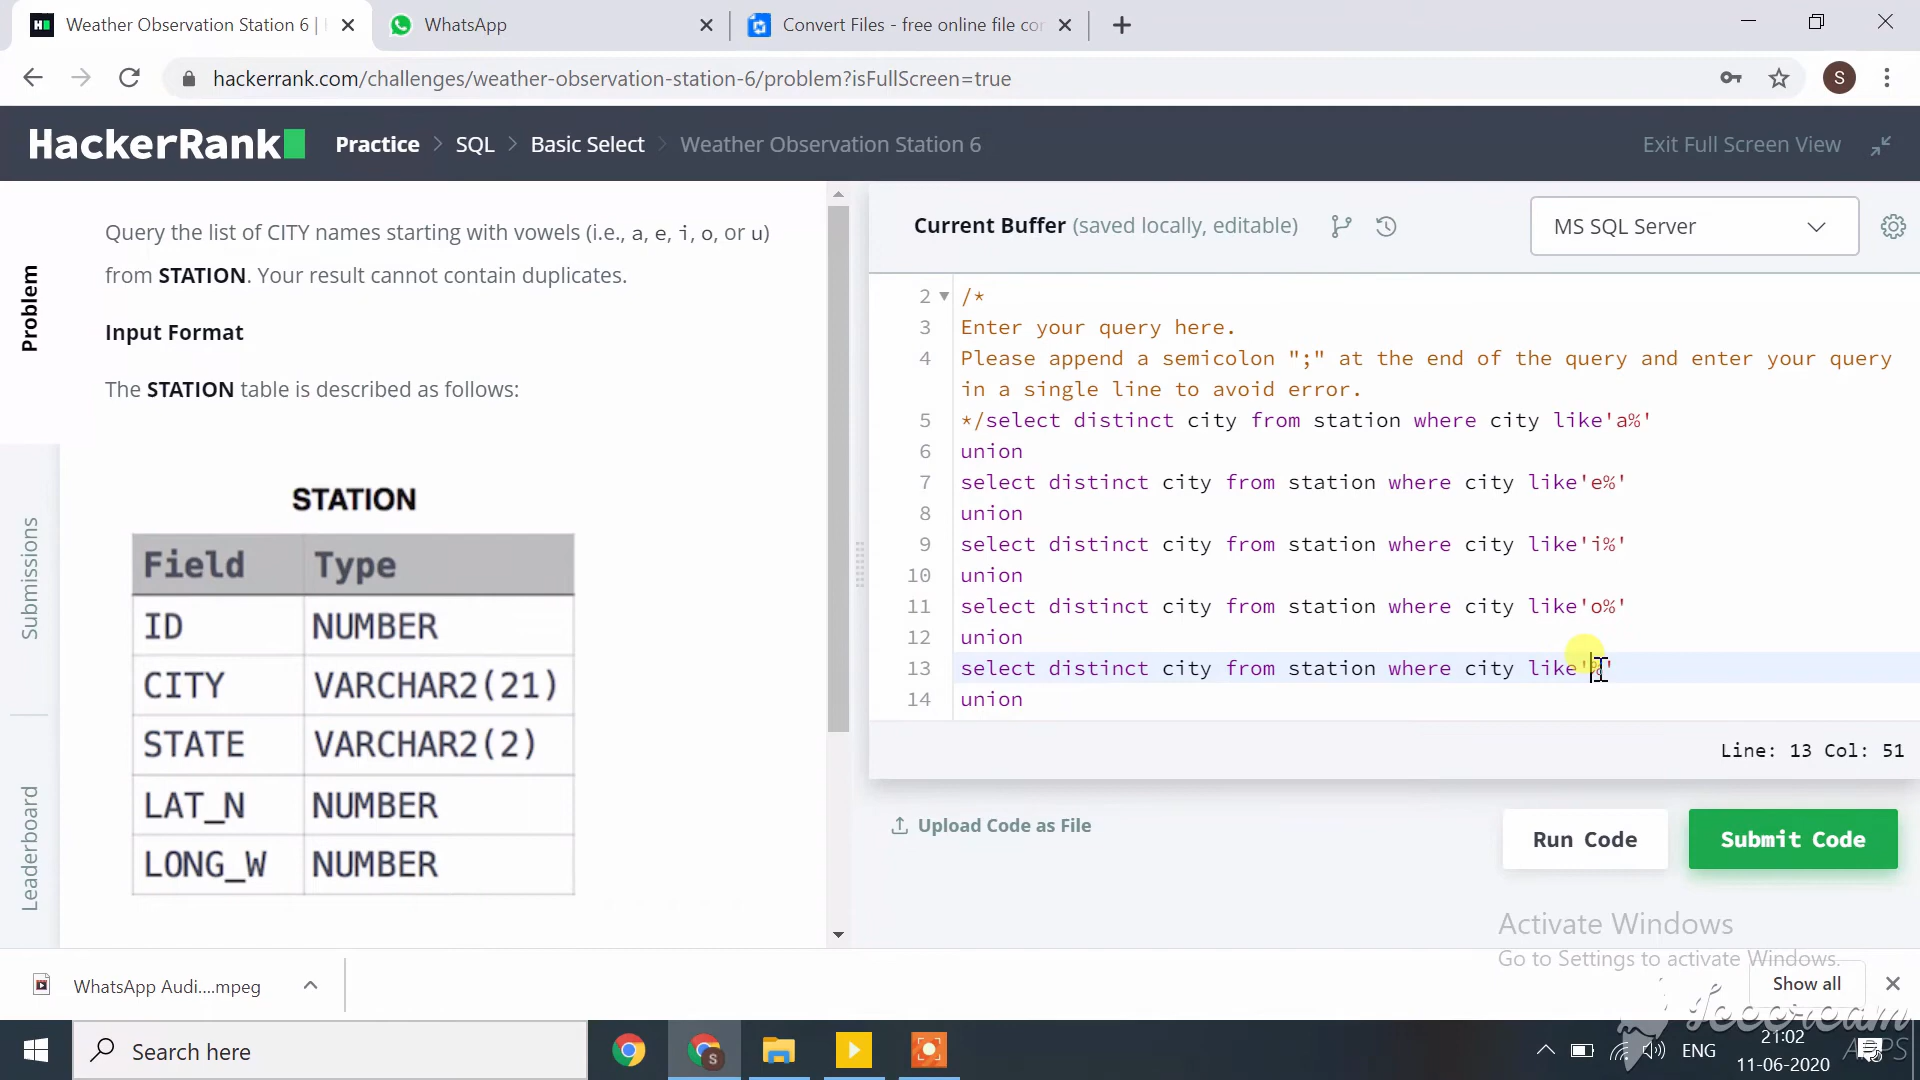 Weather Observation Station 6 |
WhatsApp
Convert Files - free online file cor
hackerrank.com/challenges/weather-observation-station-6/problem?isFullScreen=true
S
HackerRank
Practice > SQL > Basic Select > Weather Observation Station 6
Exit Full Screen View
Problem
Submissions
Leaderboard
Query the list of CITY names starting with vowels (i.e., a, e, i, o, or u)
from STATION. Your result cannot contain duplicates.
Input Format
The STATION table is described as follows:
STATION
Field Type
ID NUMBER
CITY VARCHAR2(21)
STATE VARCHAR2(2)
LAT_N NUMBER
LONG_W NUMBER
Current Buffer (saved locally, editable)
MS SQL Server
2 /*
3 Enter your query here.
4 Please append a semicolon ";" at the end of the query and enter your query
in a single line to avoid error.
5 */select distinct city from station where city like'a%'
6 union
7 select distinct city from station where city like'e%'
8 union
9 select distinct city from station where city like'i%'
10 union
11 select distinct city from station where city like'o%'
12 union
13 select distinct city from station where city like'%'
14 union
Line: 13 Col: 51
Upload Code as File
Run Code
Submit Code
Activate Windows
Go to Settings to activate Windows.
WhatsApp Audi....mpeg
Show all
Icecream
APPS
Search here
S
ENG
21:02
11-06-2020